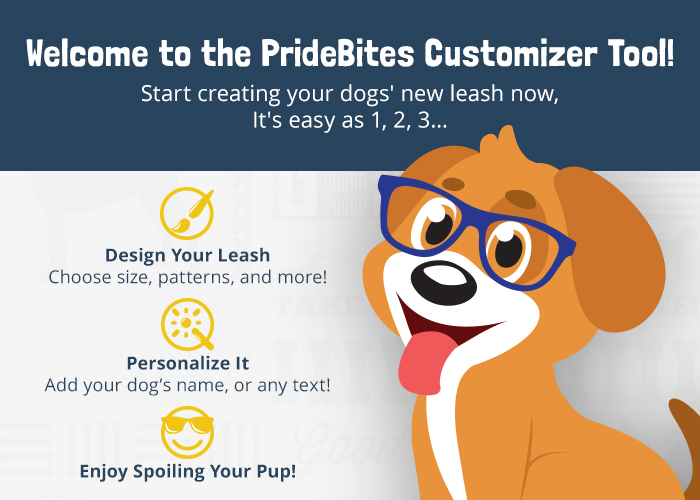 Welcome to the PrideBites Customizer Tool!
Start creating your dogs' new leash now,
It's easy as 1, 2, 3...
Design Your Leash
Choose size, patterns, and more!
Personalize It
Add your dog’s name, or any text!
Enjoy Spoiling Your Pup!
Good